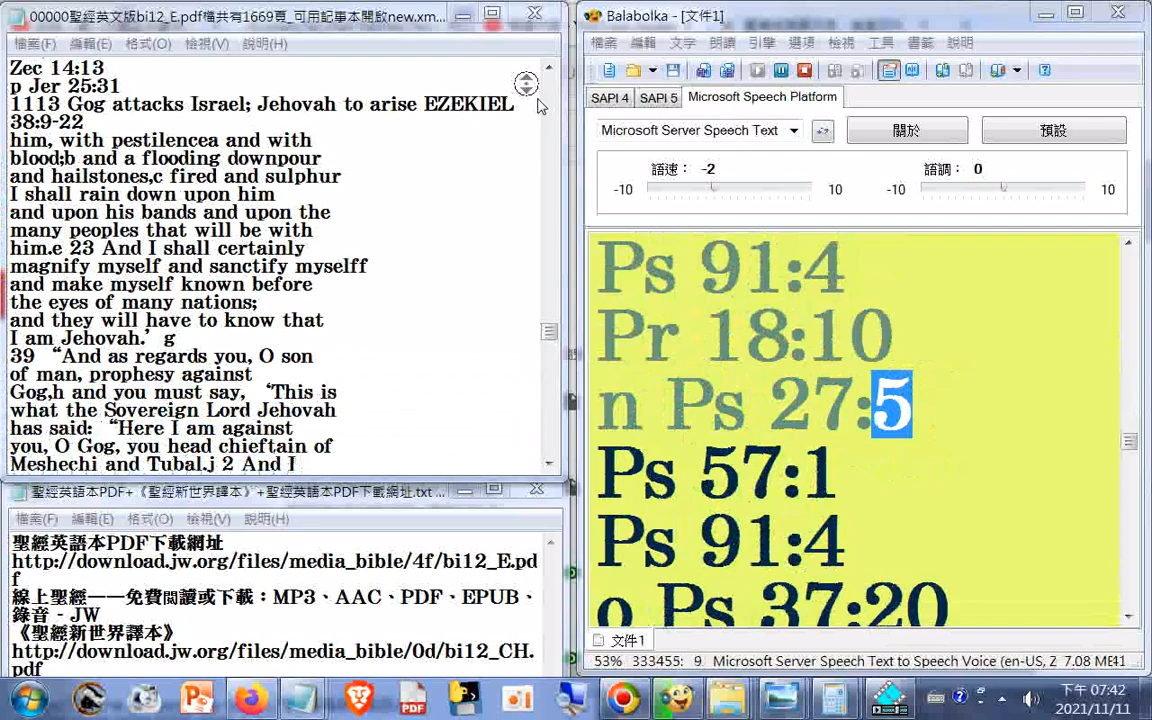 00000聖經英文版bi12_E.pdf檔共有1669頁_可用記事本開啟new.xm...
檔案(F) 編輯(E) 格式(O) 檢視(V) 說明(H)
Zec 14:13
p Jer 25:31
1113 Gog attacks Israel; Jehovah to arise EZEKIEL
38:9-22
him, with pestilencea and with
blood;b and a flooding downpour
and hailstones,c fired and sulphur
I shall rain down upon him
and upon his bands and upon the
many peoples that will be with
him.e 23 And I shall certainly
magnify myself and sanctify myselff
and make myself known before
the eyes of many nations;
and they will have to know that
I am Jehovah.’ g
39 “And as regards you, O son
of man, prophesy against
Gog,h and you must say, ‘This is
what the Sovereign Lord Jehovah
has said: “Here I am against
you, O Gog, you head chieftain of
Meshechi and Tubal.j 2 And I
聖經英語本PDF+《聖經新世界譯本》+聖經英語本PDF下載網址.txt ...
檔案(F) 編輯(E) 格式(O) 檢視(V) 說明(H)
聖經英語本PDF下載網址
http://download.jw.org/files/media_bible/4f/bi12_E.pd
f
線上聖經——免費閱讀或下載：MP3、AAC、PDF、EPUB、
錄音 - JW
《聖經新世界譯本》
http://download.jw.org/files/media_bible/0d/bi12_CH.
pdf
Balabolka - [文件1]
檔案 編輯 文字 朗讀 引擎 選項 檢視 工具 書籤 說明
SAPI 4 SAPI 5 Microsoft Speech Platform
Microsoft Server Speech Text 關於 預設
語速： -2 語調： 0
-10 10 -10 10
Ps 91:4
Pr 18:10
n Ps 27:5
Ps 57:1
Ps 91:4
o Ps 37:20
文件1
53% 333455: 9 Microsoft Server Speech Text to Speech Voice (en-US, Z 7.08 ME41
下午 07:42
2021/11/11